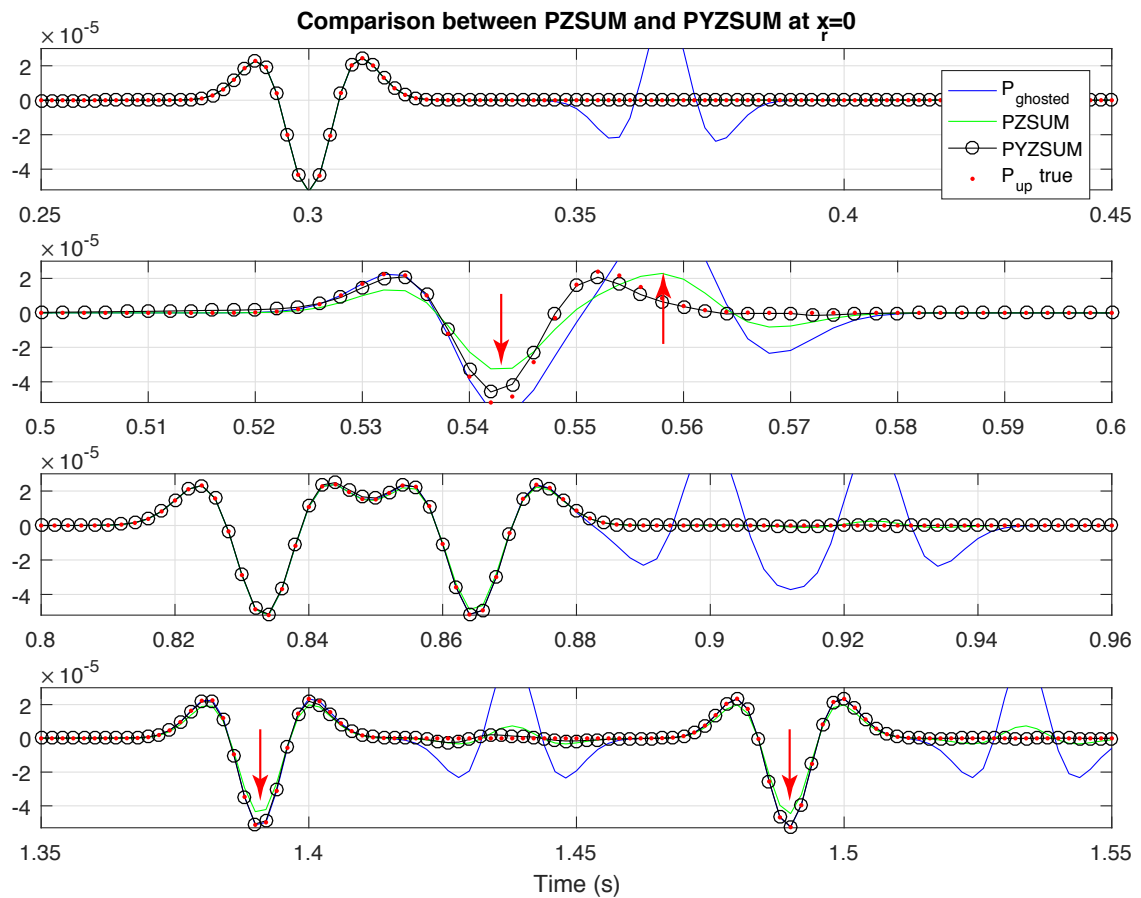 Comparison between PZSUM and PYZSUM at x_r=0
×10^-5
2
0
-2
-4
0.25 0.3 0.35 0.4 0.45
P_ghosted
PZSUM
PYZSUM
P_up true
×10^-5
2
0
-2
-4
0.5 0.51 0.52 0.53 0.54 0.55 0.56 0.57 0.58 0.59 0.6
×10^-5
2
0
-2
-4
0.8 0.82 0.84 0.86 0.88 0.9 0.92 0.94 0.96
×10^-5
2
0
-2
-4
1.35 1.4 1.45 1.5 1.55
Time (s)